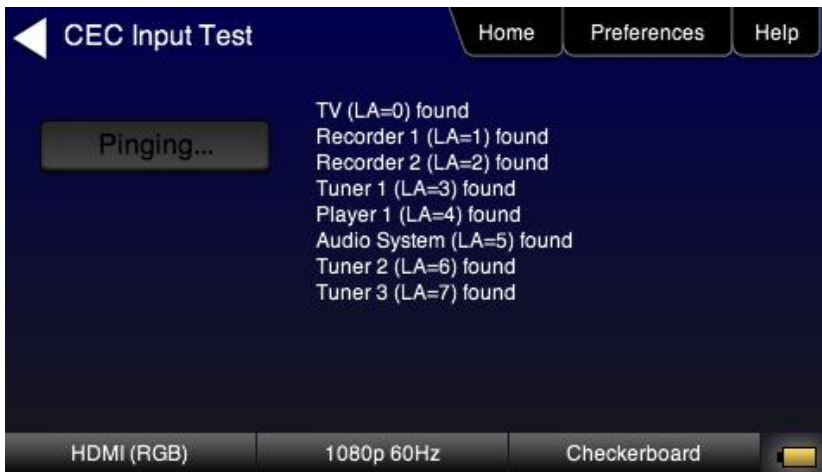 CEC Input Test
Home
Preferences
Help
Pinging...
TV (LA=0) found
Recorder 1 (LA=1) found
Recorder 2 (LA=2) found
Tuner 1 (LA=3) found
Player 1 (LA=4) found
Audio System (LA=5) found
Tuner 2 (LA=6) found
Tuner 3 (LA=7) found
HDMI (RGB)
1080p 60Hz
Checkerboard